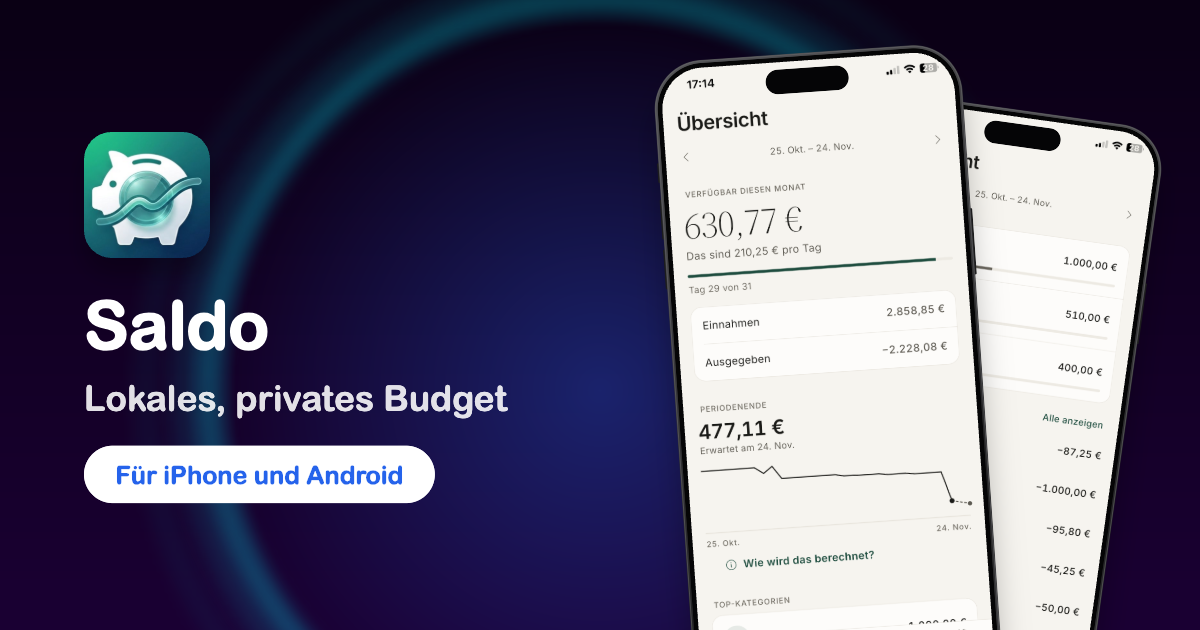 Saldo
Lokales, privates Budget
Für iPhone und Android
17:14
28
Übersicht
25. Okt. – 24. Nov.
VERFÜGBAR DIESEN MONAT
630,77 €
Das sind 210,25 € pro Tag
Tag 29 von 31
Einnahmen 2.858,85 €
Ausgegeben −2.228,08 €
PERIODENENDE
477,11 €
Erwartet am 24. Nov.
25. Okt. 24. Nov.
Wie wird das berechnet?
TOP-KATEGORIEN
28
25. Okt. – 24. Nov.
1.000,00 €
510,00 €
400,00 €
Alle anzeigen
−87,25 €
−1.000,00 €
−95,80 €
−45,25 €
−50,00 €